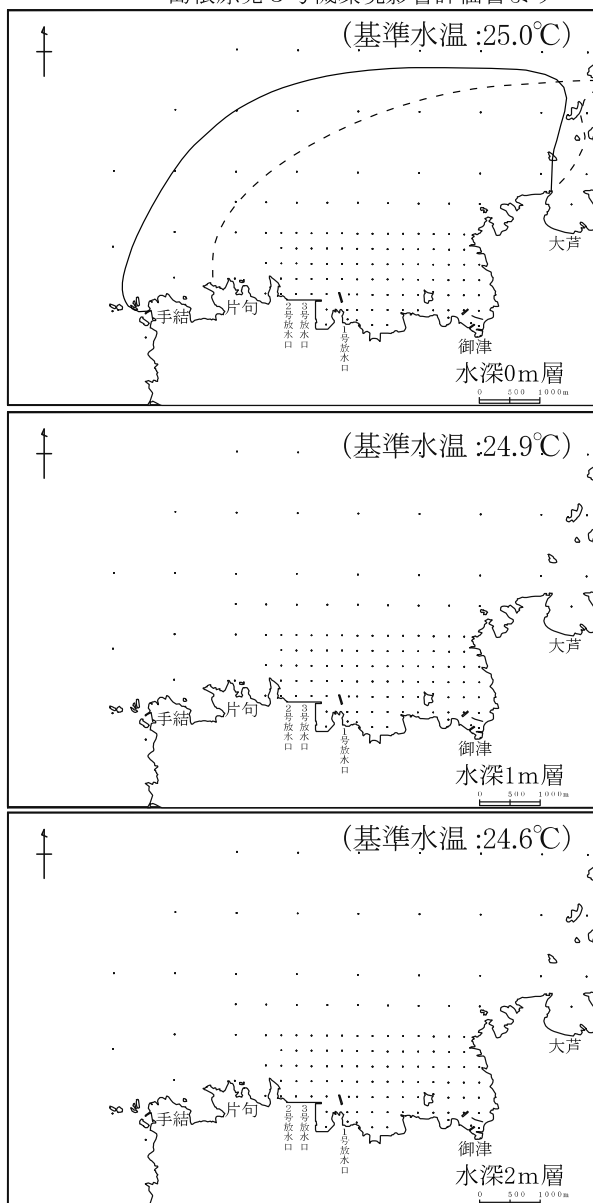 島根原発3号機環境影響評価書より
(基準水温:25.0℃)
大芦
手結
片句
2号放水口
3号放水口
1号放水口
御津
水深0m層
0 500 1000m
(基準水温:24.9℃)
大芦
手結
片句
2号放水口
3号放水口
1号放水口
御津
水深1m層
0 500 1000m
(基準水温:24.6℃)
大芦
手結
片句
2号放水口
3号放水口
1号放水口
御津
水深2m層
0 500 1000m